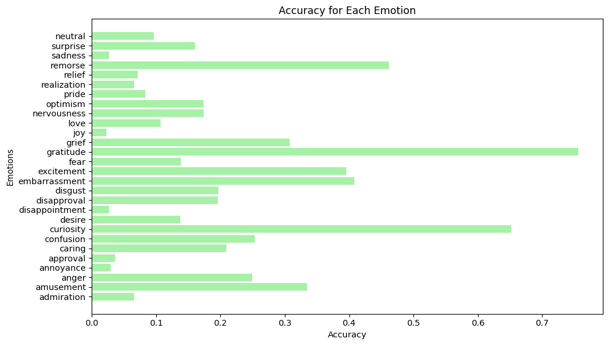 Accuracy for Each Emotion
neutral
surprise
sadness
remorse
relief
realization
pride
optimism
nervousness
love
joy
grief
gratitude
fear
excitement
embarrassment
disgust
disapproval
disappointment
desire
curiosity
confusion
caring
approval
annoyance
anger
amusement
admiration
Emotions
0.0 0.1 0.2 0.3 0.4 0.5 0.6 0.7
Accuracy